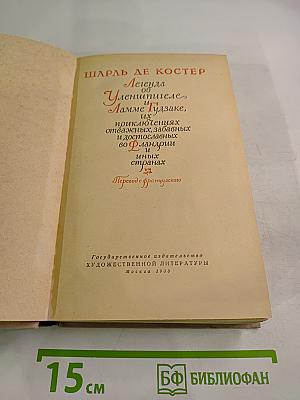 ШАРЛЬ ДЕ КОСТЕР
Легенда
об
Уленшпигеле
и
Ламме Гудзаке,
их
приключениях
отважных, забавных
и достославных
во Фландрии
и
иных
странах
Перевод с французского
Государственное издательство
ХУДОЖЕСТВЕННОЙ ЛИТЕРАТУРЫ
Москва
15 см
БФ БИБЛИОФАН